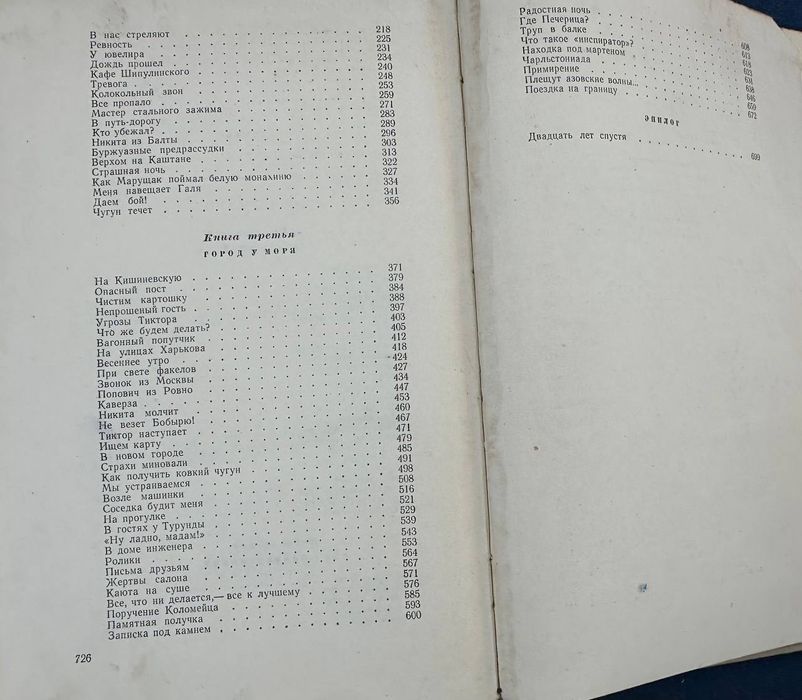 В нас стреляют . . . 218
Ревность . . . 225
У ювелира . . . 231
Дождь прошел . . . 234
Кафе Шипулинского . . . 240
Тревога . . . 248
Колокольный звон . . . 253
Все пропало . . . 259
Мастер стального зажима . . . 271
В путь-дорогу . . . 283
Кто убежал? . . . 289
Никита из Балты . . . 296
Буржуазные предрассудки . . . 303
Верхом на Каштане . . . 313
Страшная ночь . . . 322
Как Марущак поймал белую монахиню . . . 327
Меня навещает Галя . . . 334
Даем бой! . . . 341
Чугун течет . . . 356
Книга третья
ГОРОД У МОРЯ
На Кишиневскую . . . 371
Опасный пост . . . 379
Чистим картошку . . . 384
Непрошеный гость . . . 388
Угрозы Тиктора . . . 397
Что же будем делать? . . . 403
Вагонный попутчик . . . 405
На улицах Харькова . . . 412
Весеннее утро . . . 418
При свете факелов . . . 424
Звонок из Москвы . . . 427
Попович из Ровно . . . 434
Каверза . . . 447
Никита молчит . . . 453
Не везет Бобырю! . . . 460
Тиктор наступает . . . 467
Ищем карту . . . 471
В новом городе . . . 479
Страхи миновали . . . 485
Как получить ковкий чугун . . . 491
Мы устраиваемся . . . 498
Возле машинки . . . 508
Соседка будит меня . . . 516
На прогулке . . . 521
В гостях у Турунды . . . 529
«Ну ладно, мадам!» . . . 539
В доме инженера . . . 543
Ролики . . . 553
Письма друзьям . . . 564
Жертвы салона . . . 567
Каюта на суше . . . 571
Все, что ни делается,— все к лучшему . . . 576
Поручение Коломейца . . . 585
Памятная получка . . . 593
Записка под камнем . . . 600
726
Радостная ночь . . . 608
Где Печерица? . . . 613
Труп в балке . . . 618
Что такое «инспиратор»? . . . 623
Находка под мартеном . . . 631
Чарльстониада . . . 638
Примирение . . . 646
Плещут азовские волны... . . . 659
Поездка на границу . . . 672
ЭПИЛОГ
Двадцать лет спустя . . . 699